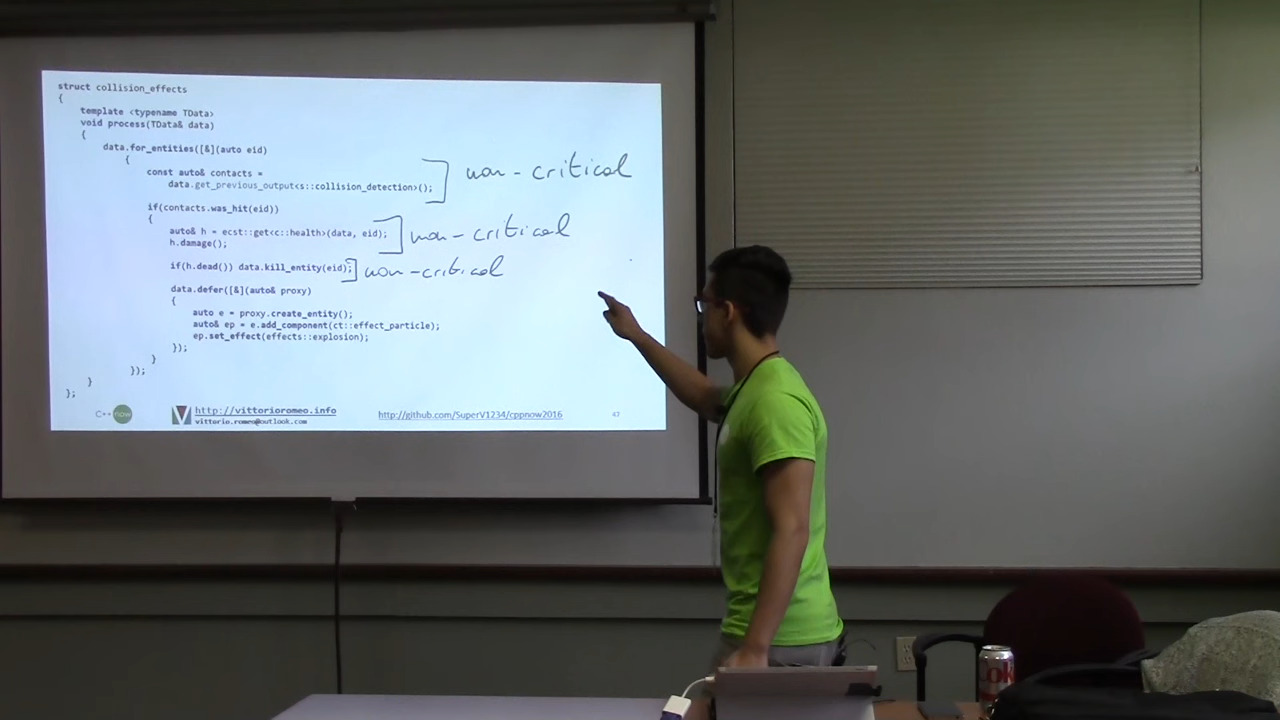 struct collision_effects
{
template <typename TData>
void process(TData& data)
{
data.for_entities([&](auto eid)
{
const auto& contacts =
data.get_previous_output<s::collision_detection>();
non-critical
if(contacts.was_hit(eid))
{
auto& h = ecst::get<c::health>(data, eid);
h.damage();
non-critical
if(h.dead()) data.kill_entity(eid);
non-critical
data.defer([&](auto& proxy)
{
auto e = proxy.create_entity();
auto& ep = e.add_component(ct::effect_particle);
ep.set_effect(effects::explosion);
});
}
});
}
};
C++ now
http://vittorioromeo.info
vittorio.romeo@outlook.com
http://github.com/SuperV1234/cppnow2016
47